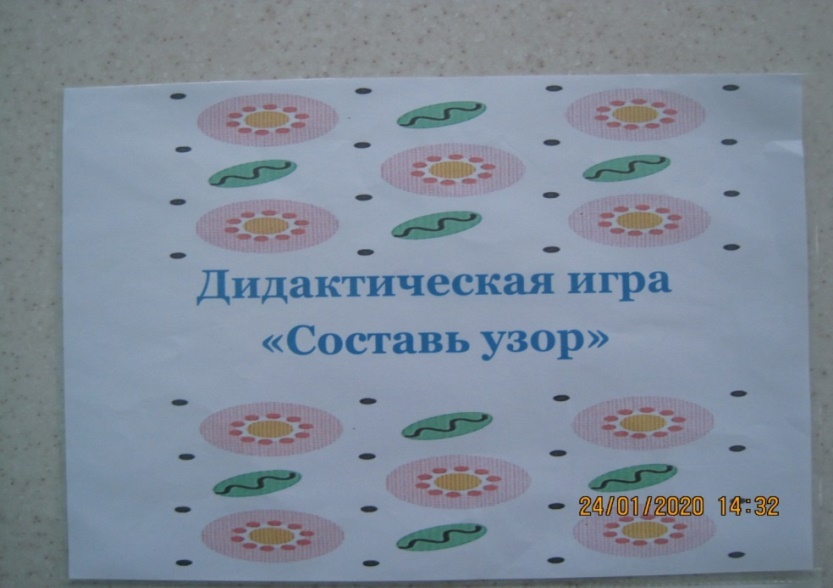 Дидактическая игра
«Составь узор»
24/01/2020 14:32